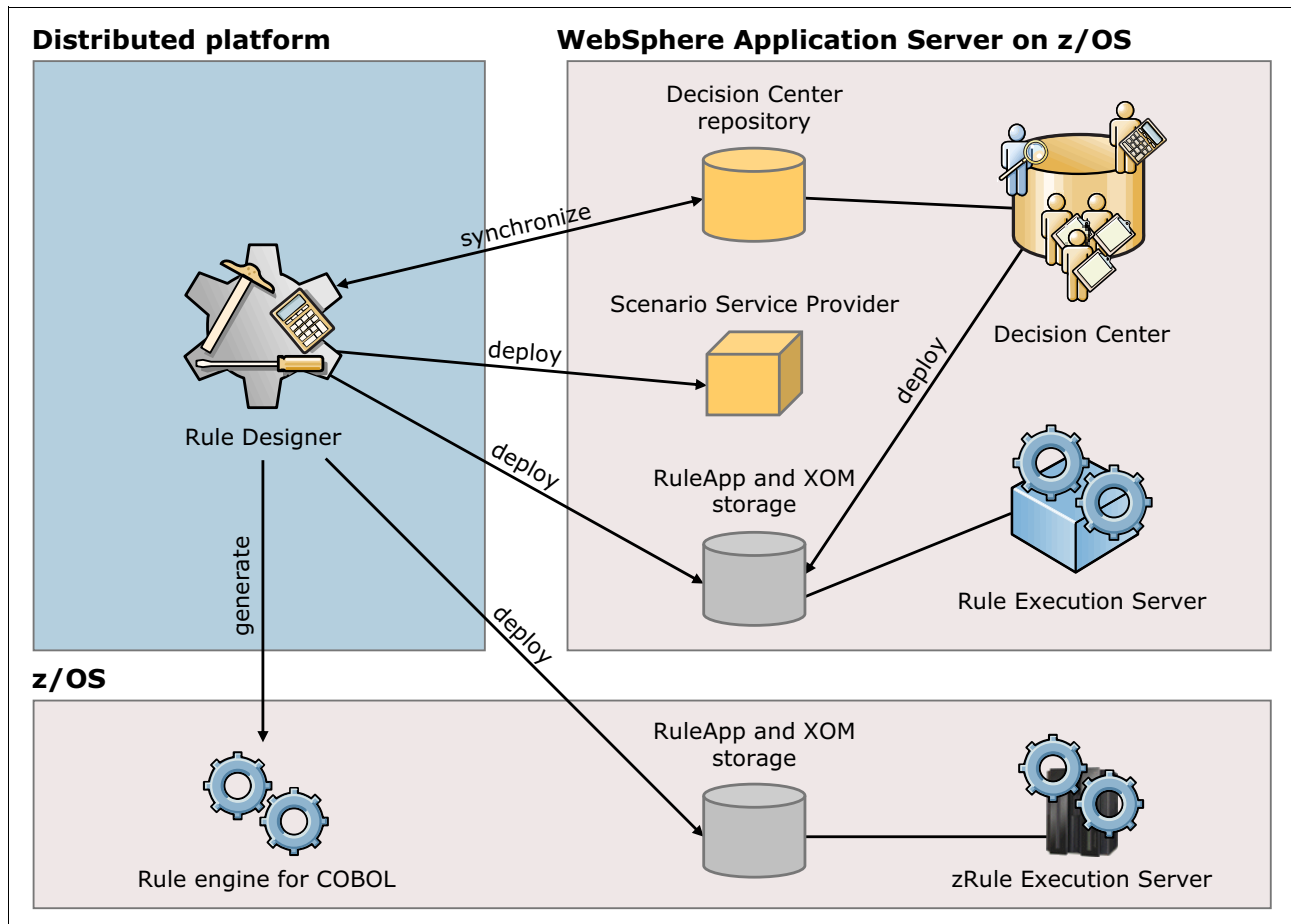 Distributed platform
WebSphere Application Server on z/OS
Decision Center
repository
synchronize
Scenario Service Provider
Decision Center
deploy
deploy
Rule Designer
deploy
RuleApp and XOM
storage
Rule Execution Server
generate
deploy
z/OS
RuleApp and XOM
storage
Rule engine for COBOL
zRule Execution Server